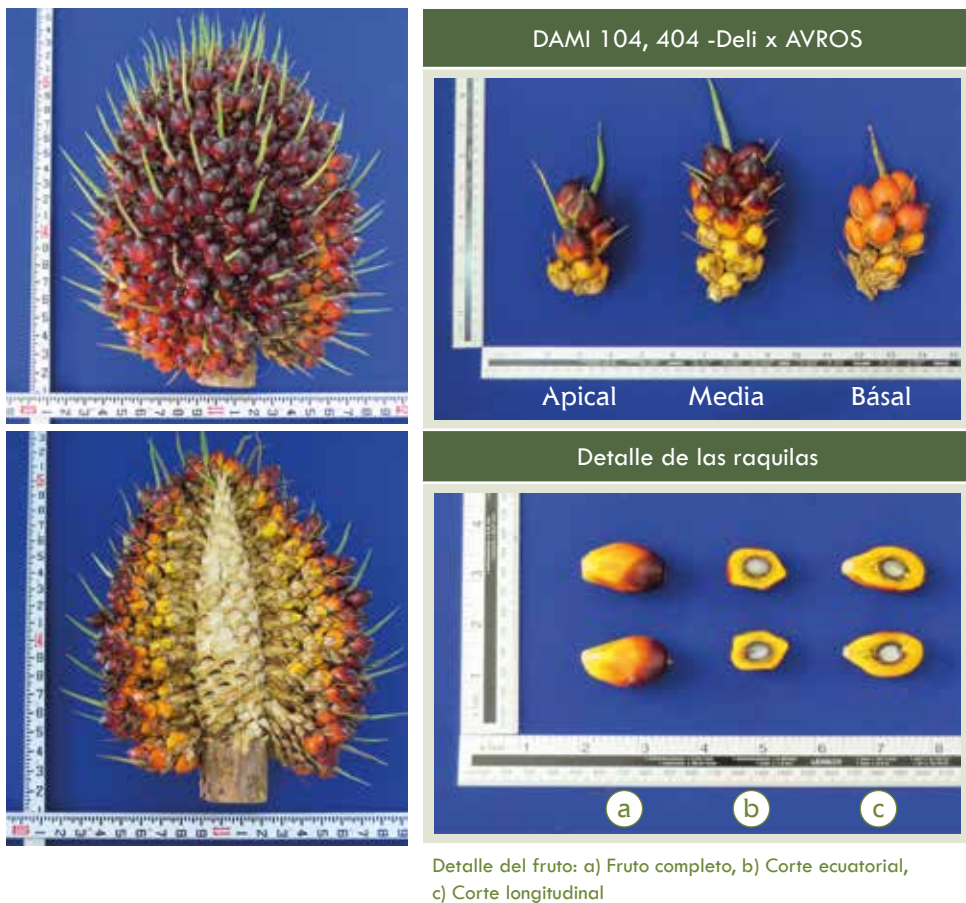 DAMI 104, 404 -Deli x AVROS
Apical Media Básal
Detalle de las raquilas
a b c
Detalle del fruto: a) Fruto completo, b) Corte ecuatorial,
c) Corte longitudinal